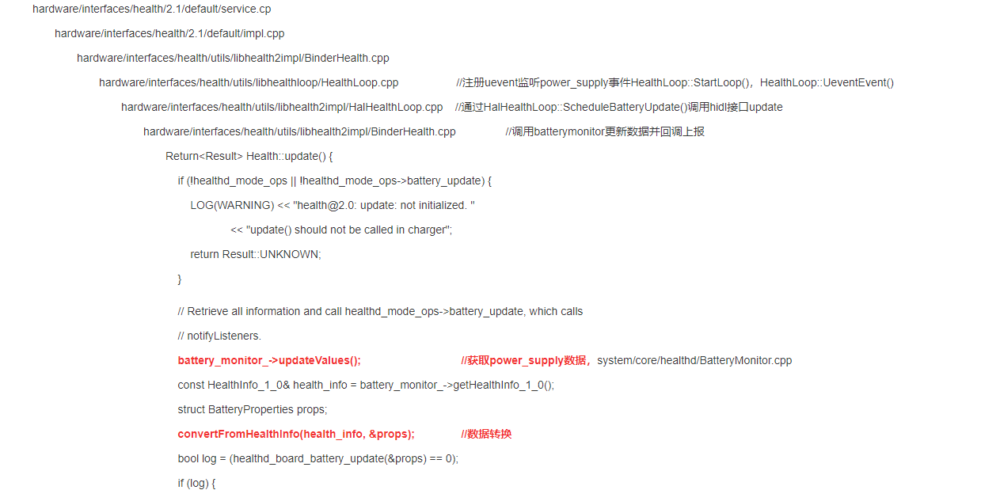 hardware/interfaces/health/2.1/default/service.cp
hardware/interfaces/health/2.1/default/impl.cpp
hardware/interfaces/health/utils/libhealth2impl/BinderHealth.cpp
hardware/interfaces/health/utils/libhealthloop/HealthLoop.cpp //注册uevent监听power_supply事件HealthLoop::StartLoop()，HealthLoop::UeventEvent()
hardware/interfaces/health/utils/libhealth2impl/HalHealthLoop.cpp //通过HalHealthLoop::ScheduleBatteryUpdate()调用hidl接口update
hardware/interfaces/health/utils/libhealth2impl/BinderHealth.cpp //调用batterymonitor更新数据并回调上报
Return<Result> Health::update() {
if (!healthd_mode_ops || !healthd_mode_ops->battery_update) {
LOG(WARNING) << "health@2.0: update: not initialized. "
<< "update() should not be called in charger";
return Result::UNKNOWN;
}
// Retrieve all information and call healthd_mode_ops->battery_update, which calls
// notifyListeners.
battery_monitor_->updateValues(); //获取power_supply数据，system/core/healthd/BatteryMonitor.cpp
const HealthInfo_1_0& health_info = battery_monitor_->getHealthInfo_1_0();
struct BatteryProperties props;
convertFromHealthInfo(health_info, &props); //数据转换
bool log = (healthd_board_battery_update(&props) == 0);
if (log) {